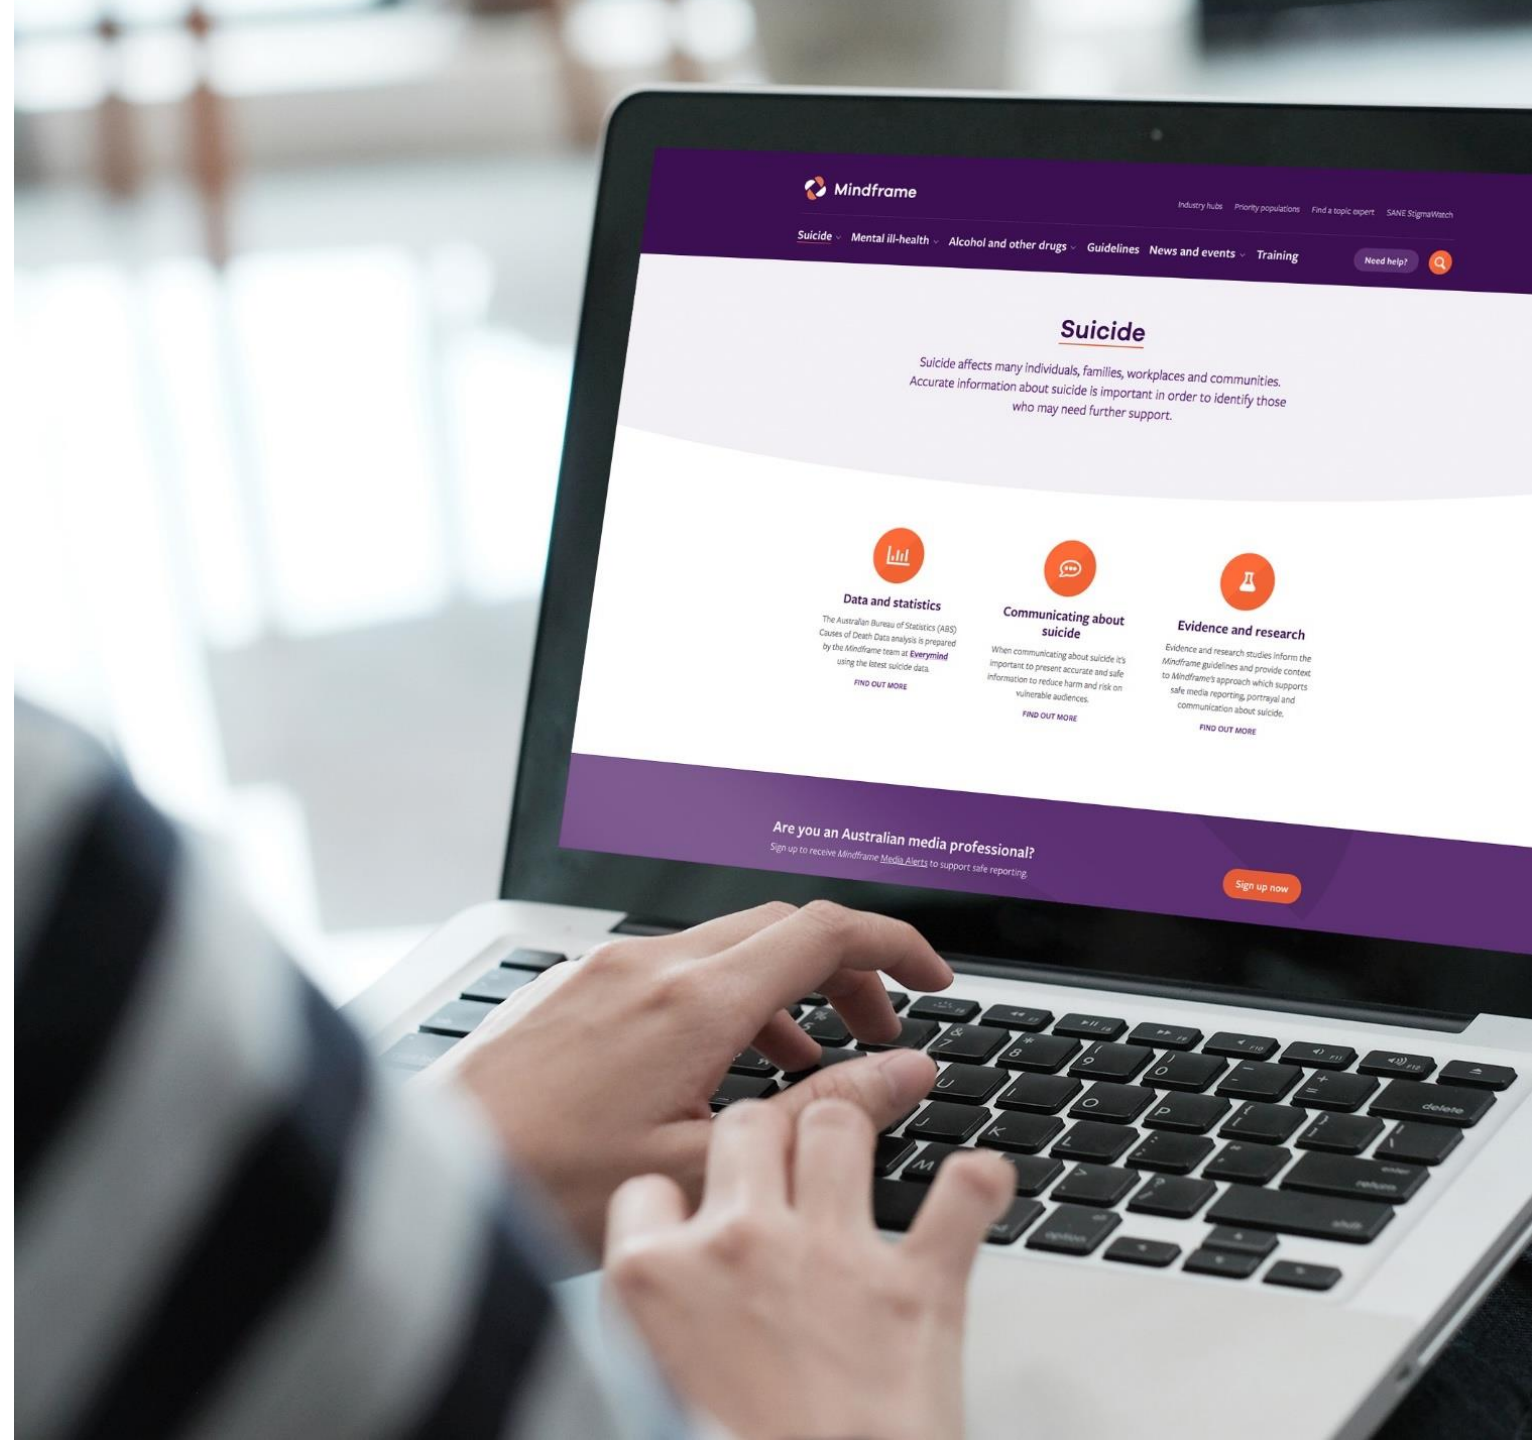 Mindframe
Industry hubs Priority populations Find a topic expert SANE StigmaWatch
Suicide Mental ill-health Alcohol and other drugs Guidelines News and events Training Need help?
Suicide
Suicide affects many individuals, families, workplaces and communities.
Accurate information about suicide is important in order to identify those
who may need further support.
Data and statistics
The Australian Bureau of Statistics (ABS)
Causes of Death Data analysis is prepared
by the Mindframe team at Everymind
using the latest suicide data.
FIND OUT MORE
Communicating about
suicide
When communicating about suicide it's
important to present accurate and safe
information to reduce harm and risk on
vulnerable audiences.
FIND OUT MORE
Evidence and research
Evidence and research studies inform the
Mindframe guidelines and provide context
to Mindframe's approach which supports
safe media reporting, portrayal and
communication about suicide.
FIND OUT MORE
Are you an Australian media professional?
Sign up to receive Mindframe Media Alerts to support safe reporting.
Sign up now
% 5
& 7
* 8
( 9
) 0
- 
+ =
delete
U I O P { [ } ] \
J K L : ; "
enter
return
M > ? /
shift
option